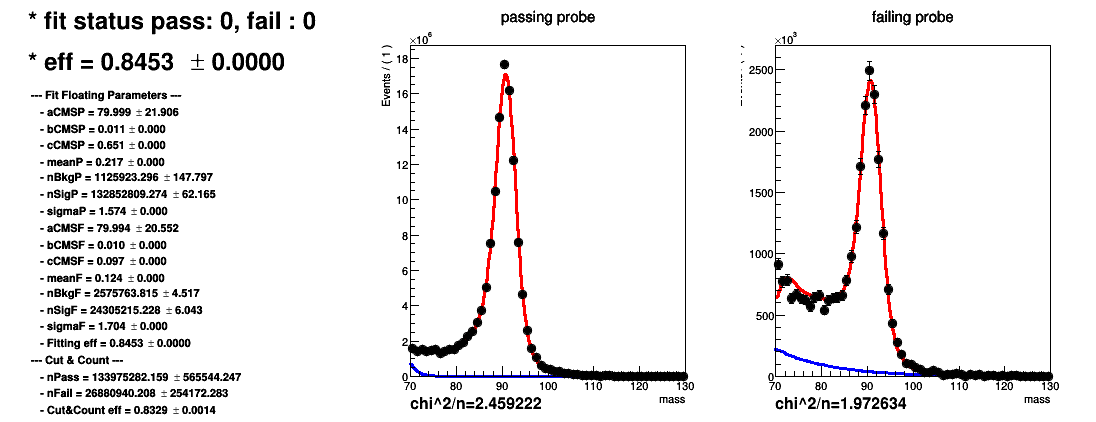 * fit status pass: 0, fail : 0
* eff = 0.8453 ± 0.0000
--- Fit Floating Parameters ---
- aCMSP = 79.999 ± 21.906
- bCMSP = 0.011 ± 0.000
- cCMSP = 0.651 ± 0.000
- meanP = 0.217 ± 0.000
- nBkgP = 1125923.296 ± 147.797
- nSigP = 132852809.274 ± 62.165
- sigmaP = 1.574 ± 0.000
- aCMSF = 79.994 ± 20.552
- bCMSF = 0.010 ± 0.000
- cCMSF = 0.097 ± 0.000
- meanF = 0.124 ± 0.000
- nBkgF = 2575763.815 ± 4.517
- nSigF = 24305215.228 ± 6.043
- sigmaF = 1.704 ± 0.000
- Fitting eff = 0.8453 ± 0.0000
--- Cut & Count ---
- nPass = 133975282.159 ± 565544.247
- nFail = 26880940.208 ± 254172.283
- Cut&Count eff = 0.8329 ± 0.0014
passing probe
×10^6
Events / ( 1 )
18
16
14
12
10
8
6
4
2
0
70 80 90 100 110 120 130
mass
chi^2/n=2.459222
failing probe
×10^3
2500
2000
1500
1000
500
0
70 80 90 100 110 120 130
mass
chi^2/n=1.972634